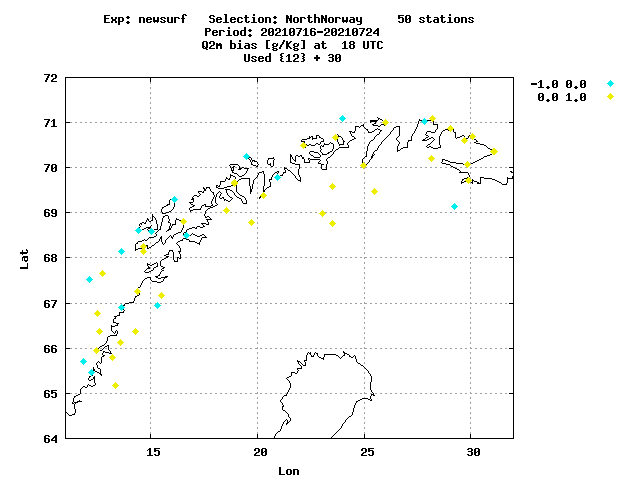 Exp: newsurf   Selection: NorthNorway     50 stations
Period: 20210716-20210724
Q2m bias [g/Kg] at  18 UTC
Used {12} + 30
-1.0 0.0
0.0 1.0
72
71
70
69
68
67
66
65
64
Lat
15 20 25 30
Lon